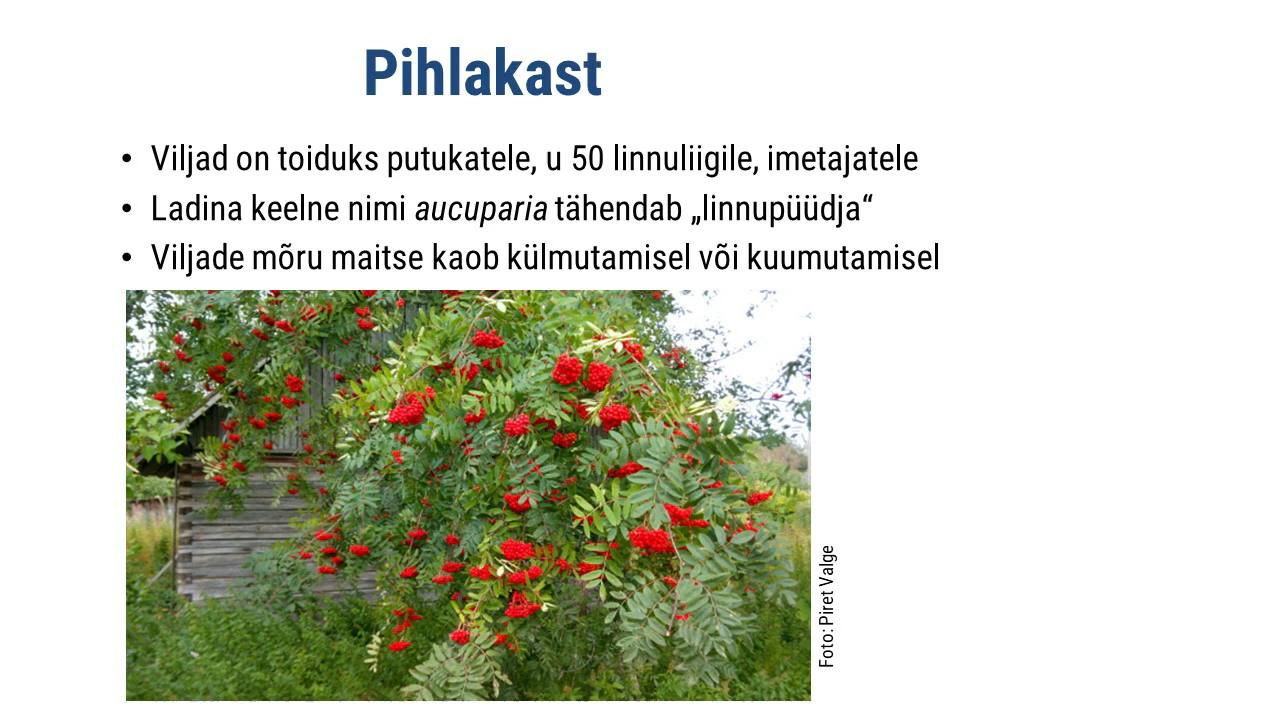 Pihlakast
• Viljad on toiduks putukatele, u 50 linnuliigile, imetajatele
• Ladina keelne nimi aucuparia tähendab „linnupüüdja“
• Viljade mõru maitse kaob külmutamisel või kuumutamisel
Foto: Piret Valge